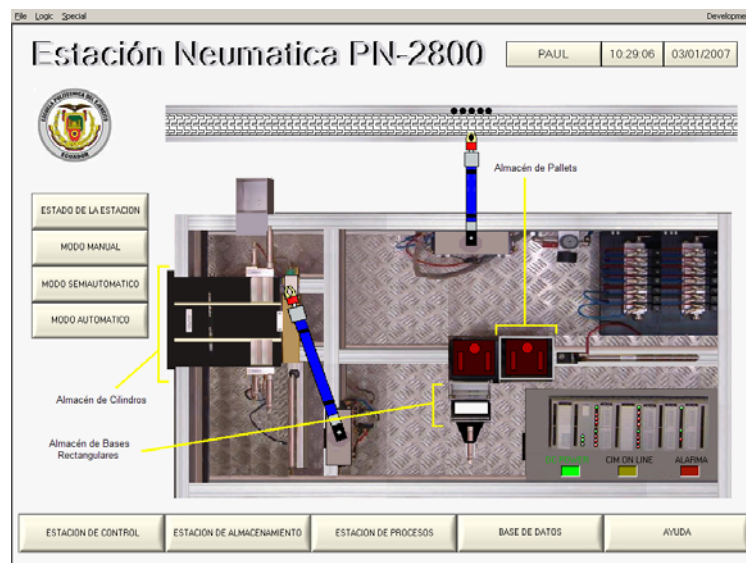 File Logic Special
Developme
Estación Neumatica PN-2800
PAUL
10:29:06
03/01/2007
ECUADOR
Almacén de Pallets
ESTADO DE LA ESTACION
MODO MANUAL
MODO SEMIAUTOMATICO
MODO AUTOMATICO
Almacén de Cilindros
Almacén de Bases
Rectangulares
CIM ON LINE
ALARMA
ESTACION DE CONTROL
ESTACION DE ALMACENAMIENTO
ESTACION DE PROCESOS
BASE DE DATOS
AYUDA